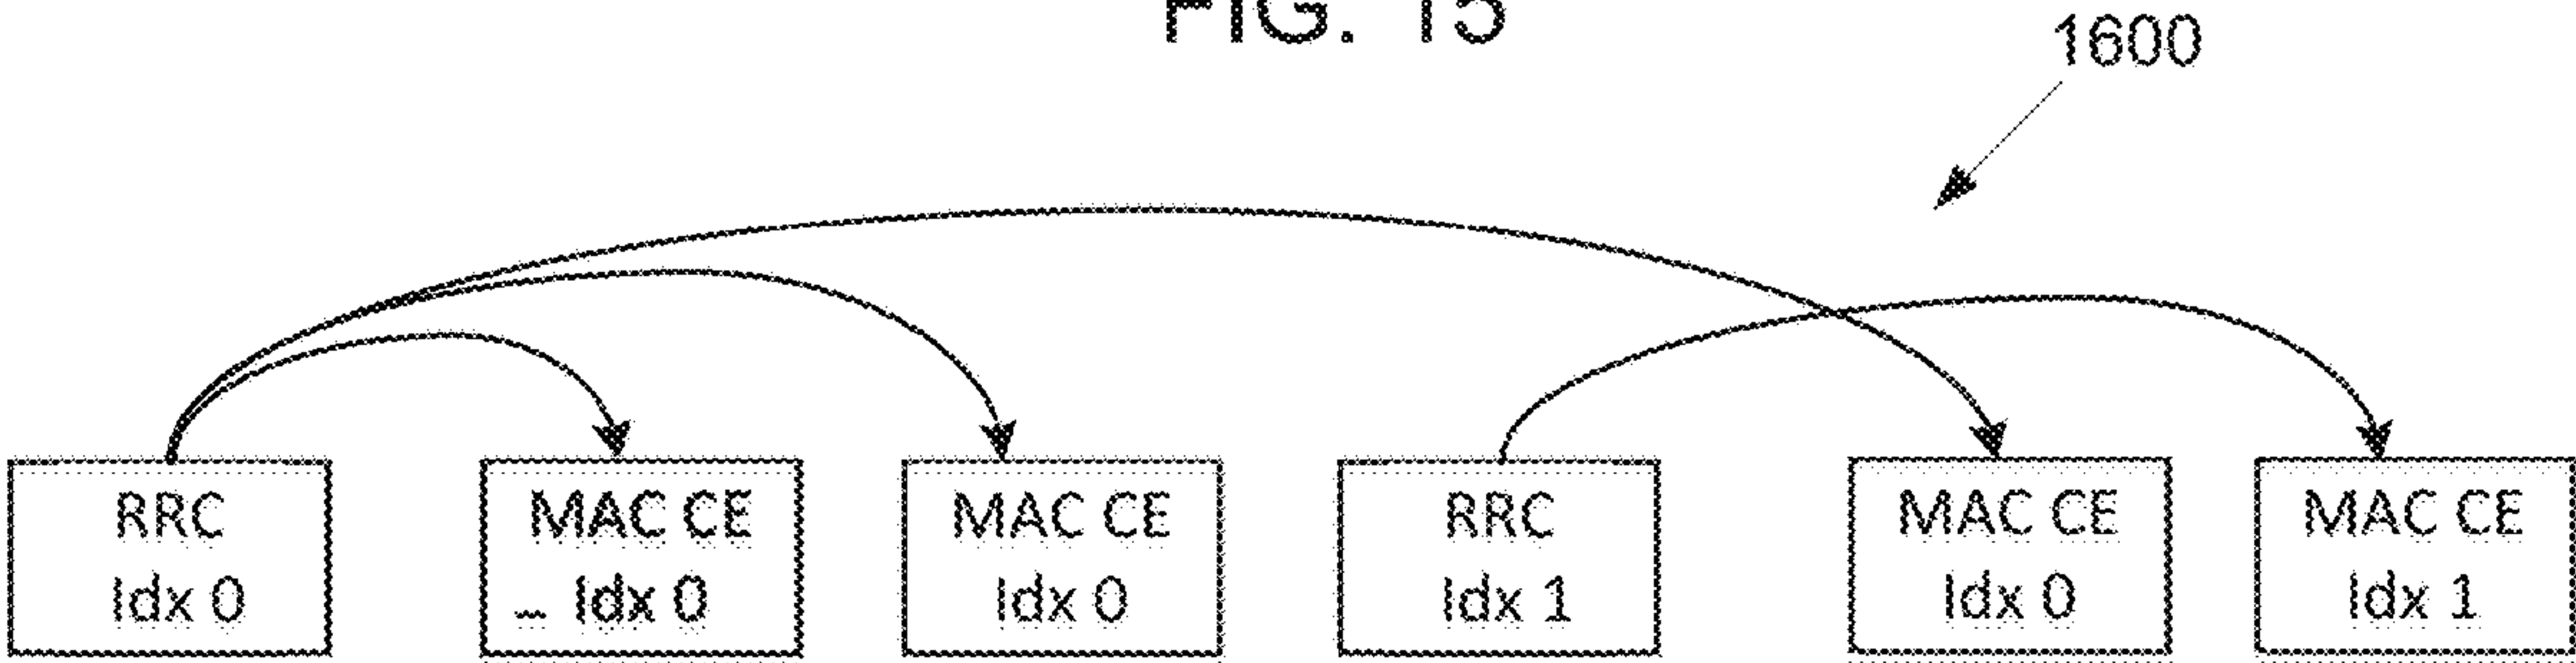 FIG. 15
1600
RRC
Idx 0
MAC CE
Idx 0
MAC CE
Idx 0
RRC
Idx 1
MAC CE
Idx 0
MAC CE
Idx 1